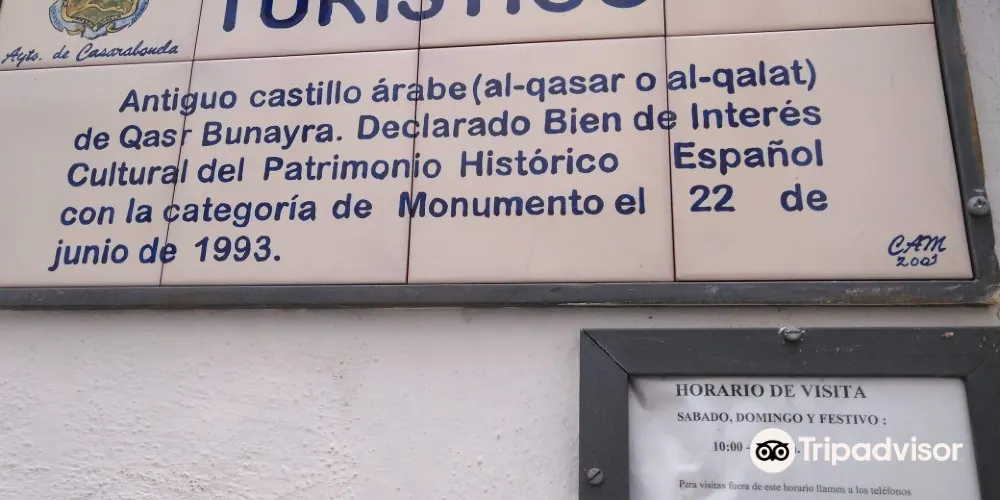 TURÍSTICO
Ayto. de Casarabonela
Antiguo castillo árabe (al-qasar o al-qalat)
de Qasr Bunayra. Declarado Bien de Interés
Cultural del Patrimonio Histórico Español
con la categoría de Monumento el 22 de
junio de 1993.
CAM
2001
HORARIO DE VISITA
SABADO, DOMINGO Y FESTIVO :
10:00 -
Tripadvisor
Para visitas fuera de este horario llamen a los teléfonos